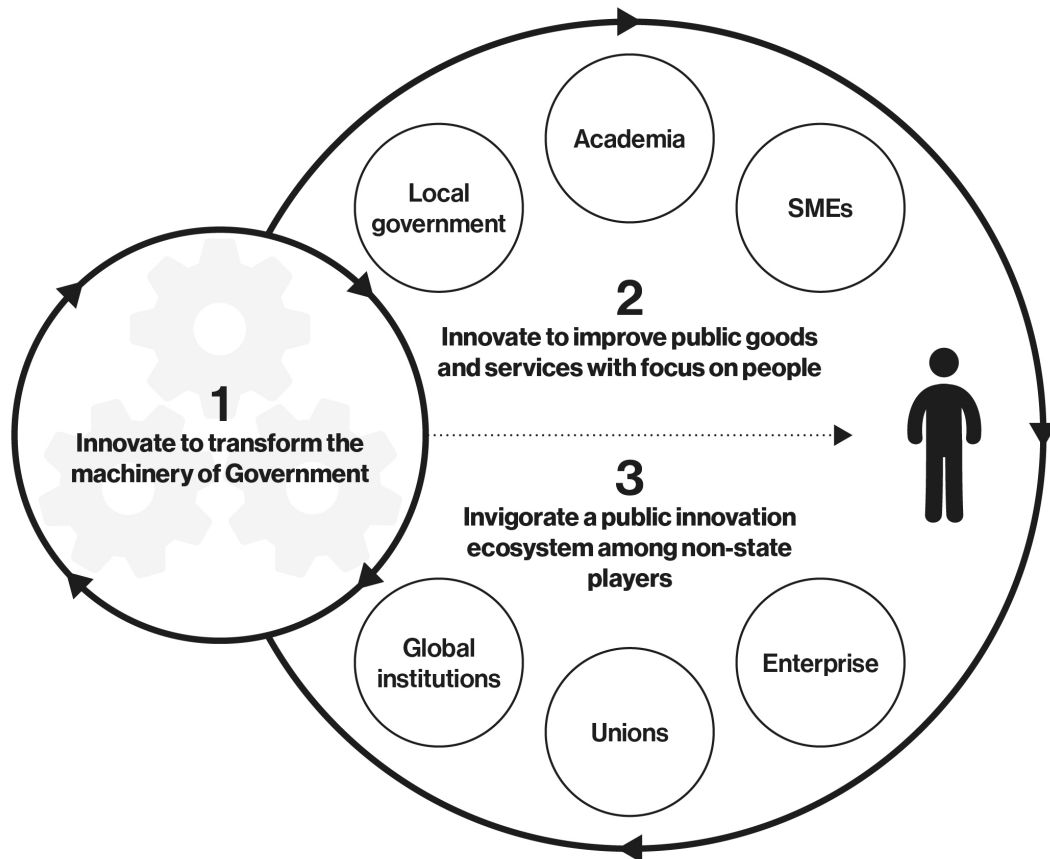 Academia
Local
government
SMEs
2
Innovate to improve public goods
and services with focus on people
1
Innovate to transform the
machinery of Government
3
Invigorate a public innovation
ecosystem among non-state
players
Global
institutions
Enterprise
Unions